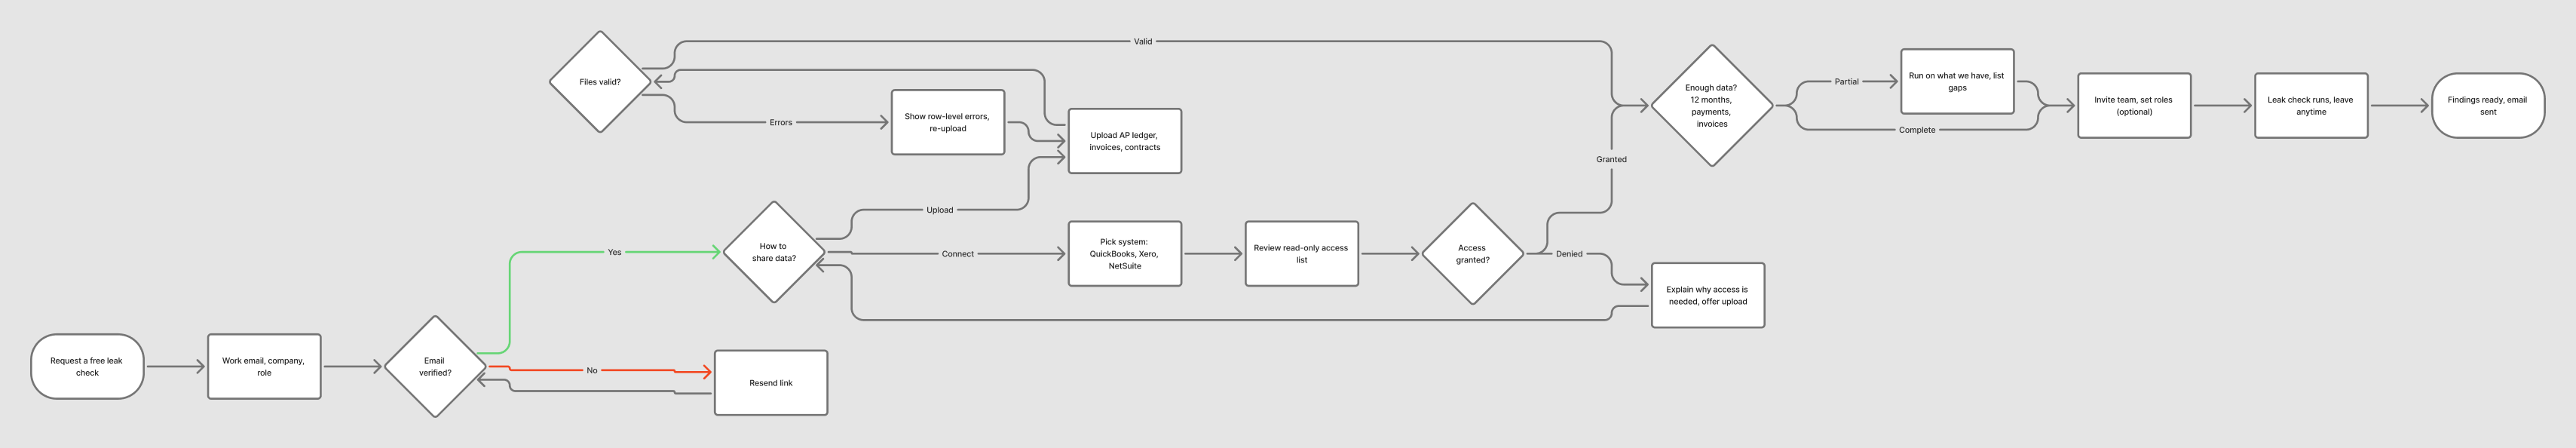 Valid
Files valid?
Errors
Show row-level errors,
re-upload
Upload AP ledger,
invoices, contracts
Enough data?
12 months,
payments,
invoices
Partial
Run on what we have, list
gaps
Complete
Invite team, set roles
(optional)
Leak check runs, leave
anytime
Findings ready, email
sent
Granted
Upload
Yes
How to
share data?
Connect
Pick system:
QuickBooks, Xero,
NetSuite
Review read-only access
list
Access
granted?
Denied
Explain why access is
needed, offer upload
Request a free leak
check
Work email, company,
role
Email
verified?
No
Resend link